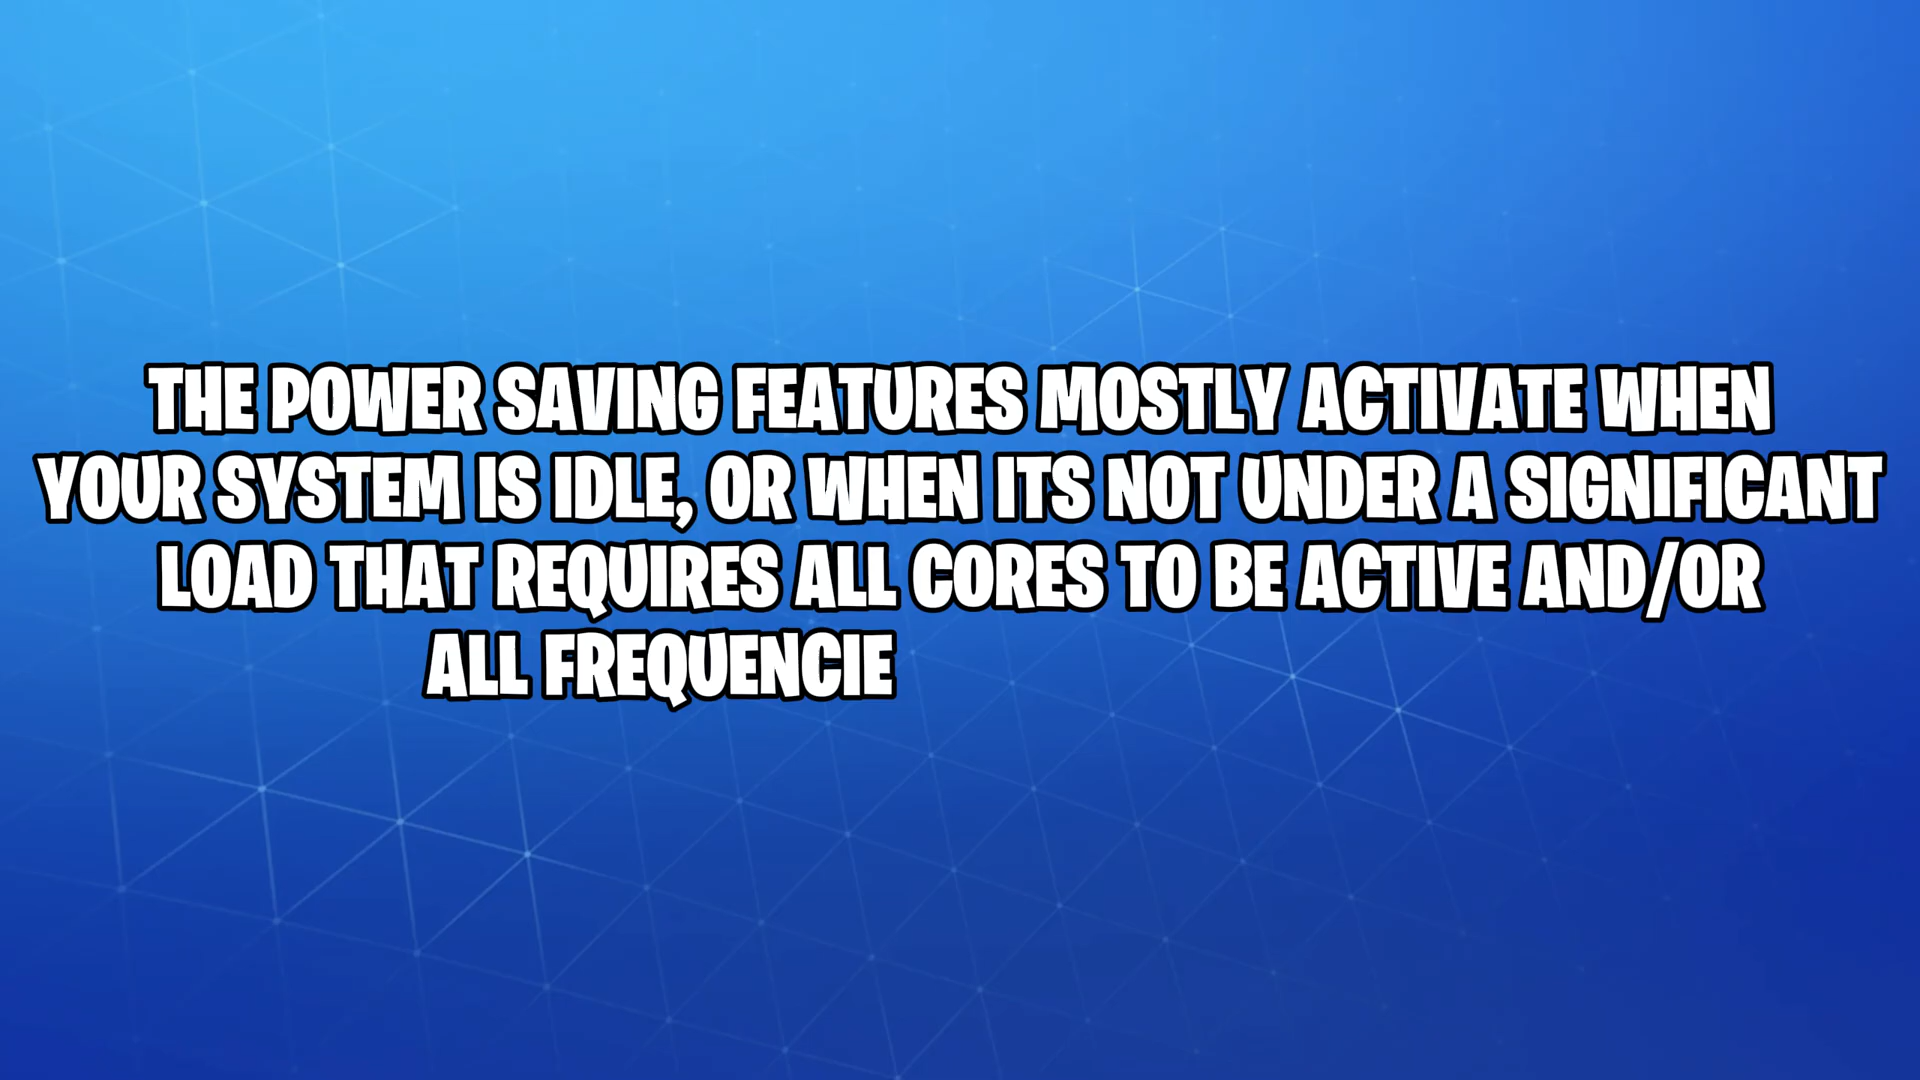 THE POWER SAVING FEATURES MOSTLY ACTIVATE WHEN
YOUR SYSTEM IS IDLE, OR WHEN ITS NOT UNDER A SIGNIFICANT
LOAD THAT REQUIRES ALL CORES TO BE ACTIVE AND/OR
ALL FREQUENCIE